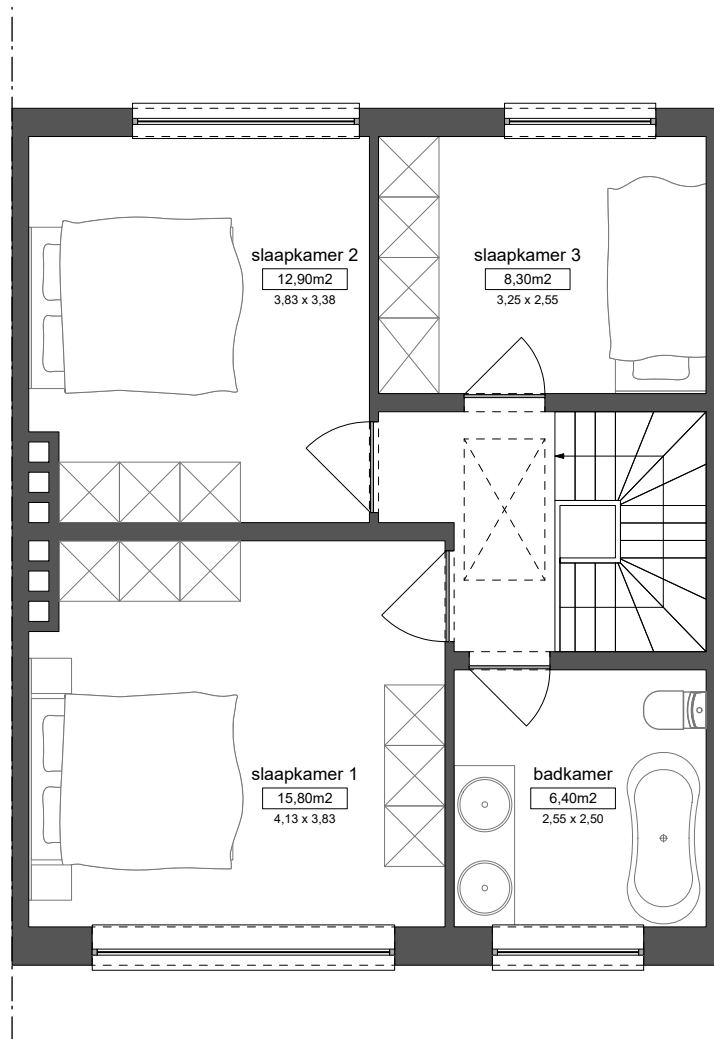 slaapkamer 2
12,90m2
3,83 x 3,38
slaapkamer 3
8,30m2
3,25 x 2,55
slaapkamer 1
15,80m2
4,13 x 3,83
badkamer
6,40m2
2,55 x 2,50